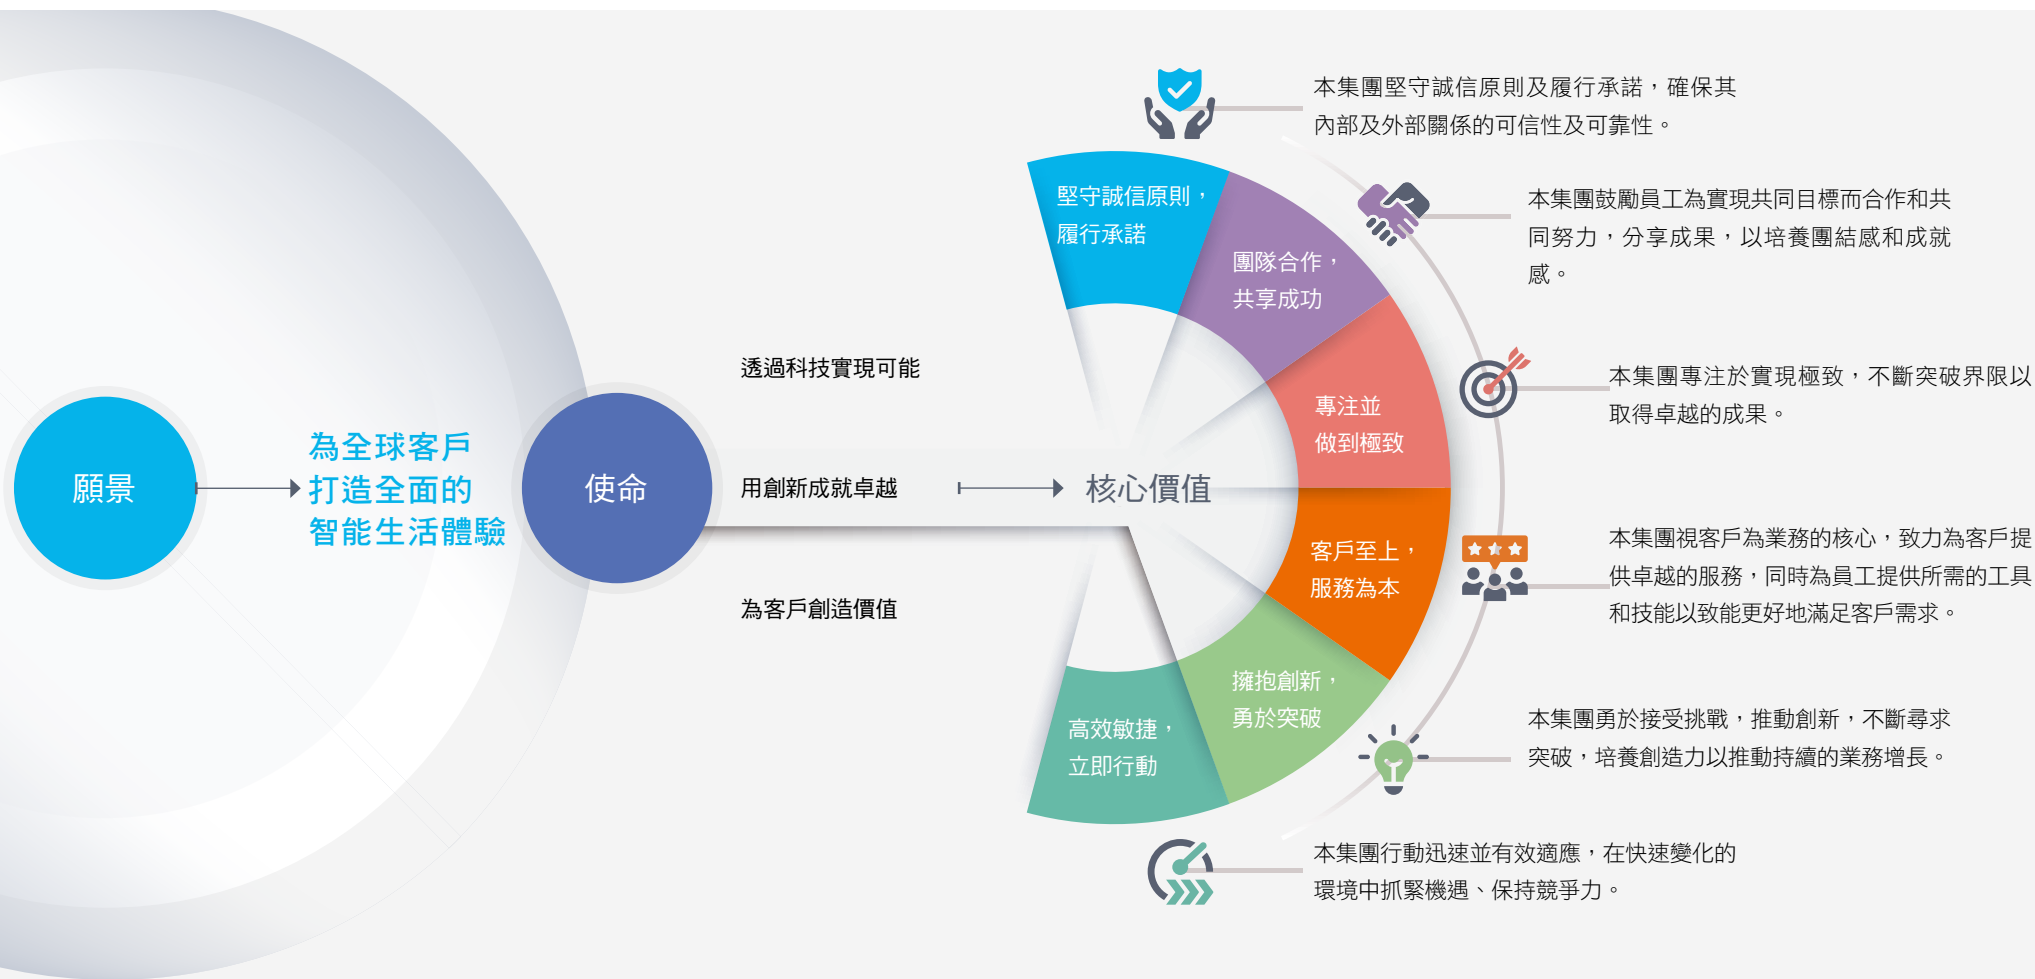 願景
為全球客戶
打造全面的
智能生活體驗
使命
透過科技實現可能
用創新成就卓越
為客戶創造價值
核心價值
堅守誠信原則，
履行承諾
本集團堅守誠信原則及履行承諾，確保其
內部及外部關係的可信性及可靠性。
團隊合作，
共享成功
本集團鼓勵員工為實現共同目標而合作和共
同努力，分享成果，以培養團結感和成就
感。
專注並
做到極致
本集團專注於實現極致，不斷突破界限以
取得卓越的成果。
客戶至上，
服務為本
本集團視客戶為業務的核心，致力為客戶提
供卓越的服務，同時為員工提供所需的工具
和技能以致能更好地滿足客戶需求。
擁抱創新，
勇於突破
本集團勇於接受挑戰，推動創新，不斷尋求
突破，培養創造力以推動持續的業務增長。
高效敏捷，
立即行動
本集團行動迅速並有效適應，在快速變化的
環境中抓緊機遇、保持競爭力。